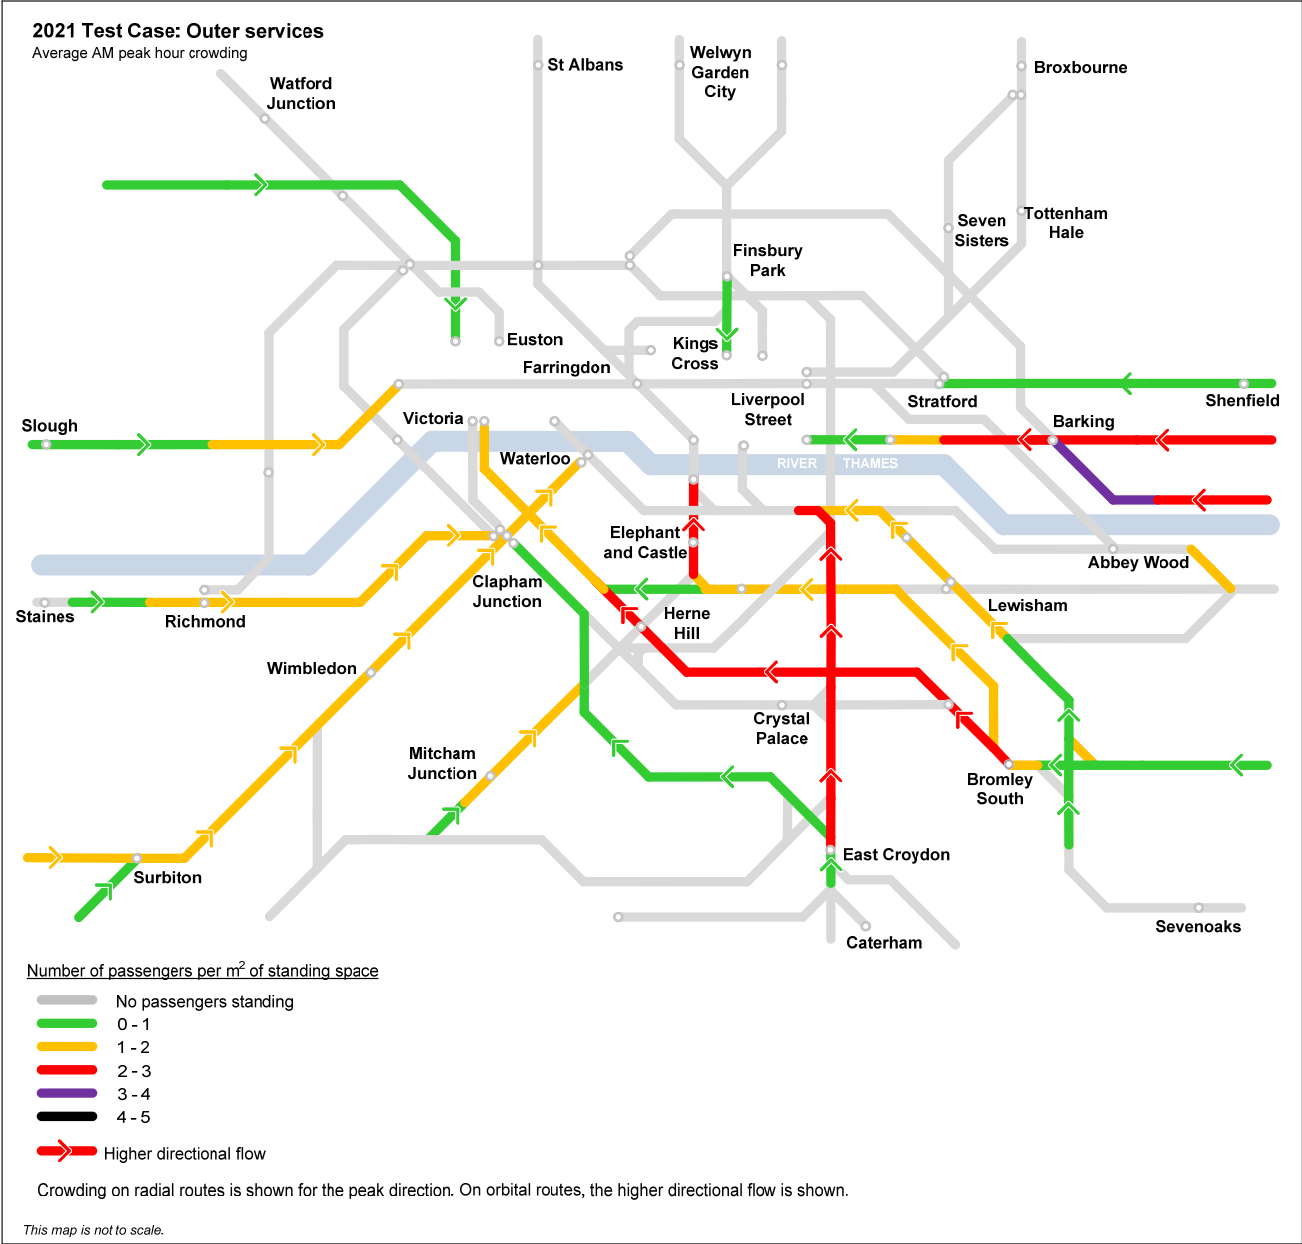 2021 Test Case: Outer services
Average AM peak hour crowding
Watford
Junction
St Albans
Welwyn
Garden
City
Broxbourne
Seven
Sisters
Tottenham
Hale
Finsbury
Park
Euston
Kings
Cross
Farringdon
Liverpool
Street
Stratford
Shenfield
Slough
Victoria
Barking
Waterloo
RIVER THAMES
Elephant
and Castle
Abbey Wood
Clapham
Junction
Staines
Richmond
Herne
Hill
Lewisham
Wimbledon
Crystal
Palace
Mitcham
Junction
Bromley
South
East Croydon
Surbiton
Sevenoaks
Caterham
Number of passengers per m2 of standing space
No passengers standing
0 - 1
1 - 2
2 - 3
3 - 4
4 - 5
Higher directional flow
Crowding on radial routes is shown for the peak direction. On orbital routes, the higher directional flow is shown.
This map is not to scale.